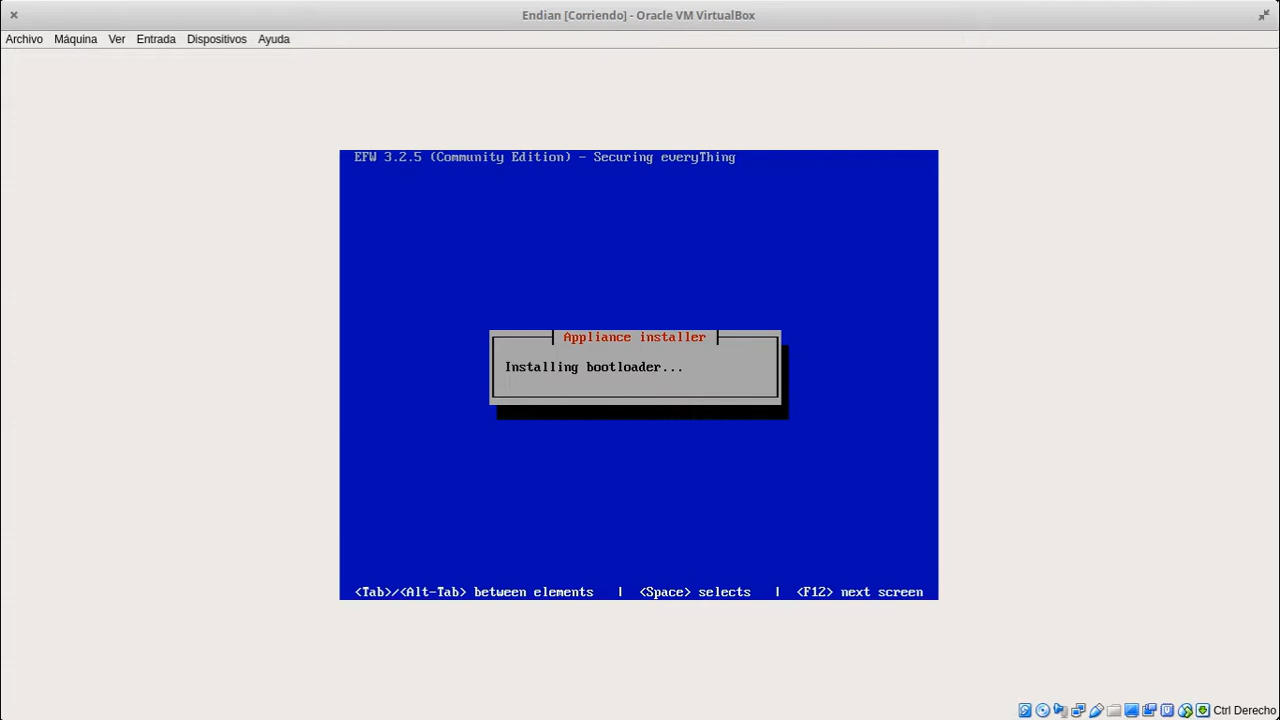 Endian [Corriendo] - Oracle VM VirtualBox
Archivo Máquina Ver Entrada Dispositivos Ayuda
EFW 3.2.5 (Community Edition) - Securing everyThing
Appliance installer
Installing bootloader...
<Tab>/<Alt-Tab> between elements | <Space> selects | <F12> next screen
Ctrl Derecho